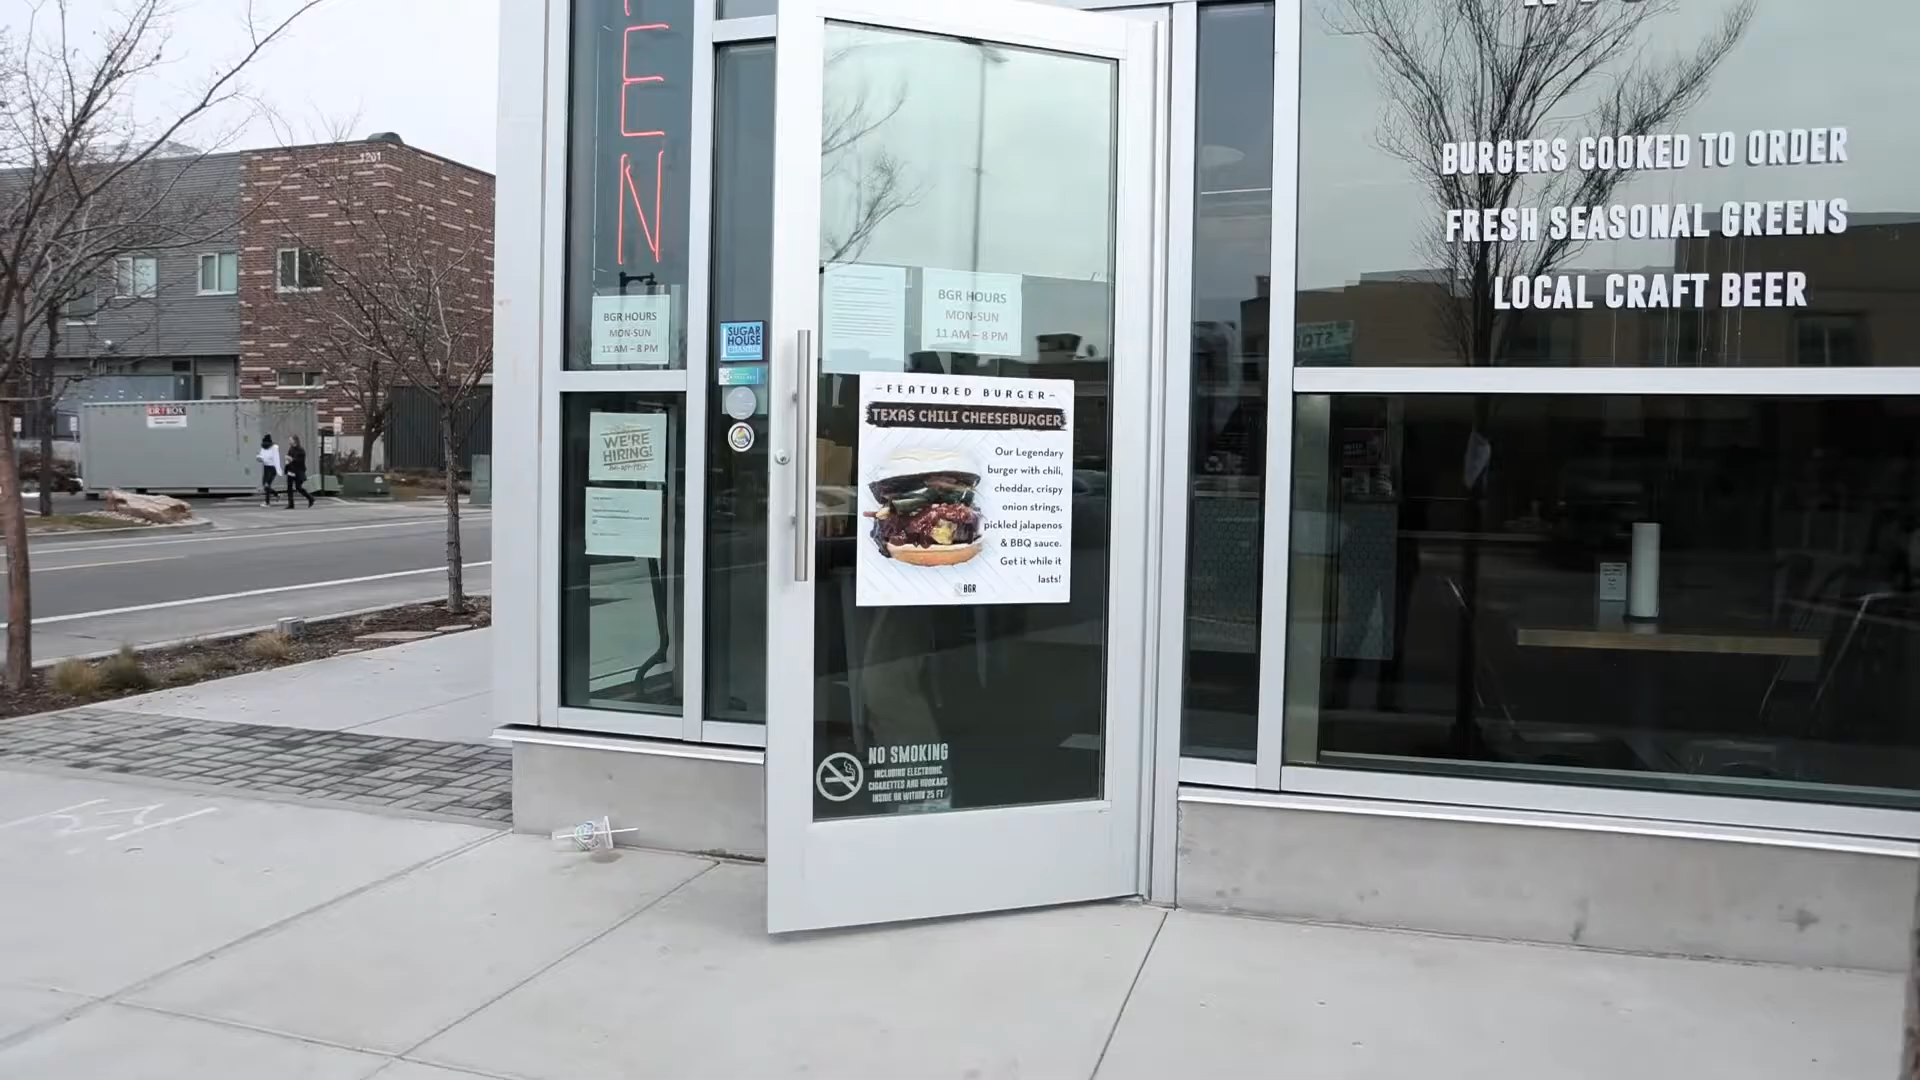 EN
BGR HOURS
MON-SUN
11 AM – 8 PM
WE'RE
HIRING!
SUGAR
HOUSE
BGR HOURS
MON-SUN
11 AM – 8 PM
–FEATURED BURGER–
TEXAS CHILI CHEESEBURGER
Our Legendary
burger with chili,
cheddar, crispy
onion strings,
pickled jalapenos
& BBQ sauce.
Get it while it
lasts!
BGR
NO SMOKING
INCLUDING ELECTRONIC
CIGARETTES AND HOOKAHS
INSIDE OR WITHIN 25 FT
BURGERS COOKED TO ORDER
FRESH SEASONAL GREENS
LOCAL CRAFT BEER
1201